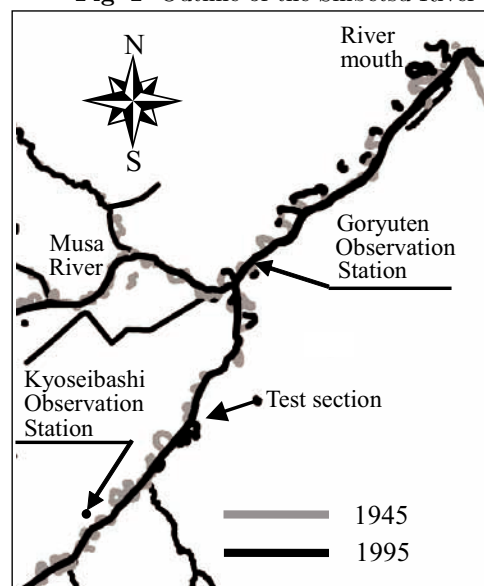 Fig
Outline of the Shibetsu River
N
S
River
mouth
Musa
River
Goryuten
Observation
Station
Kyoseibashi
Observation
Station
Test section
1945
1995